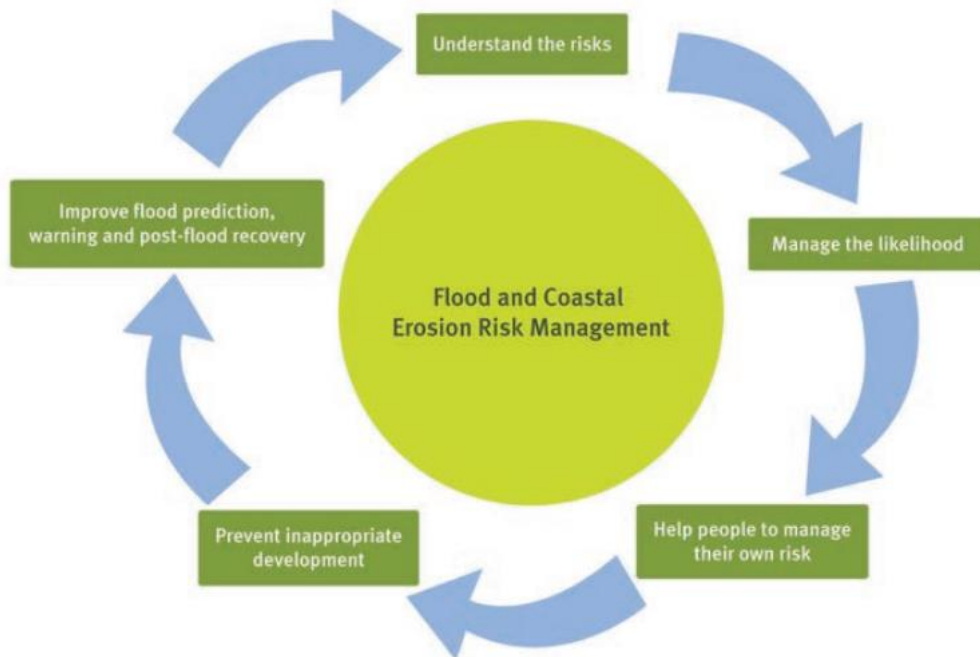 Understand the risks
Manage the likelihood
Help people to manage
their own risk
Prevent inappropriate
development
Improve flood prediction,
warning and post-flood recovery
Flood and Coastal
Erosion Risk Management